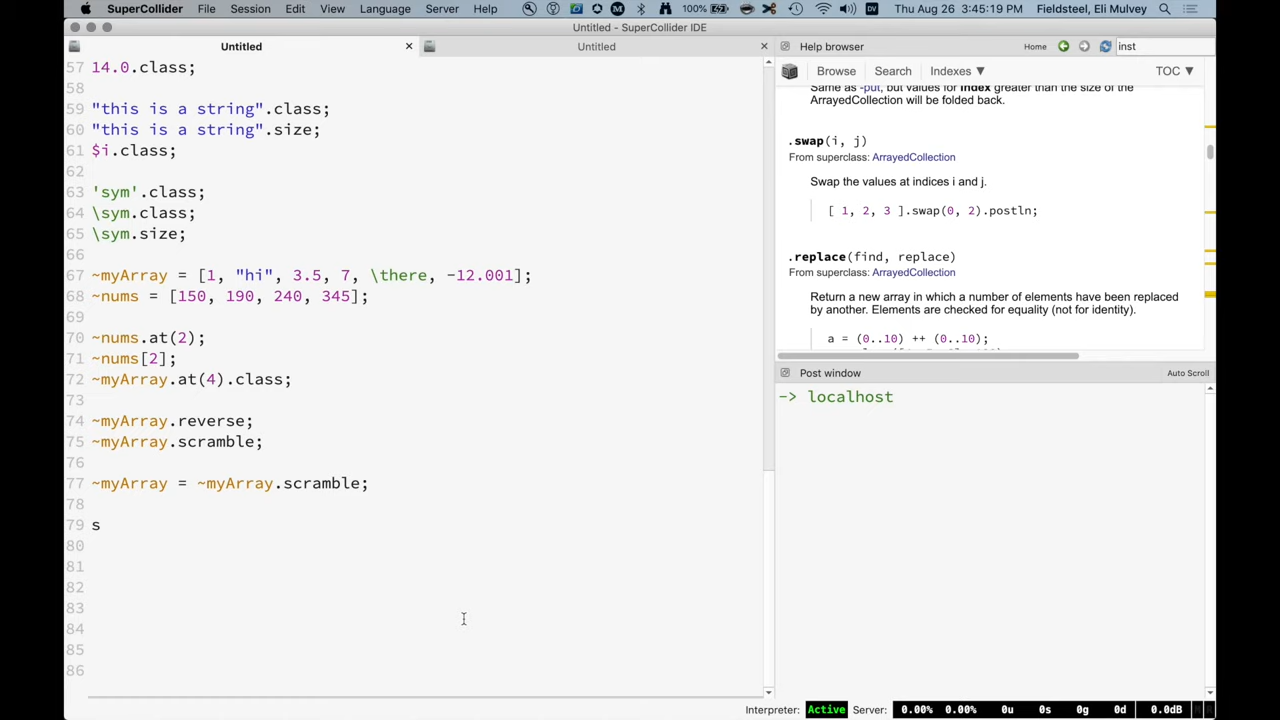 SuperCollider File Session Edit View Language Server Help 100% Thu Aug 26 3:45:19 PM Fieldsteel, Eli Mulvey
Untitled - SuperCollider IDE
Untitled
Untitled
57 14.0.class;
58
59 "this is a string".class;
60 "this is a string".size;
61 $i.class;
62
63 'sym'.class;
64 \sym.class;
65 \sym.size;
66
67 ~myArray = [1, "hi", 3.5, 7, \there, -12.001];
68 ~nums = [150, 190, 240, 345];
69
70 ~nums.at(2);
71 ~nums[2];
72 ~myArray.at(4).class;
73
74 ~myArray.reverse;
75 ~myArray.scramble;
76
77 ~myArray = ~myArray.scramble;
78
79 s
80
81
82
83
84
85
86
Help browser Home inst
Browse Search Indexes ▼ TOC ▼
Same as -put, but values for index greater than the size of the
ArrayedCollection will be folded back.
.swap(i, j)
From superclass: ArrayedCollection
Swap the values at indices i and j.
[ 1, 2, 3 ].swap(0, 2).postln;
.replace(find, replace)
From superclass: ArrayedCollection
Return a new array in which a number of elements have been replaced
by another. Elements are checked for equality (not for identity).
a = (0..10) ++ (0..10);
Post window Auto Scroll
-> localhost
Interpreter: Active Server: 0.00% 0.00% 0u 0s 0g 0d 0.0dB